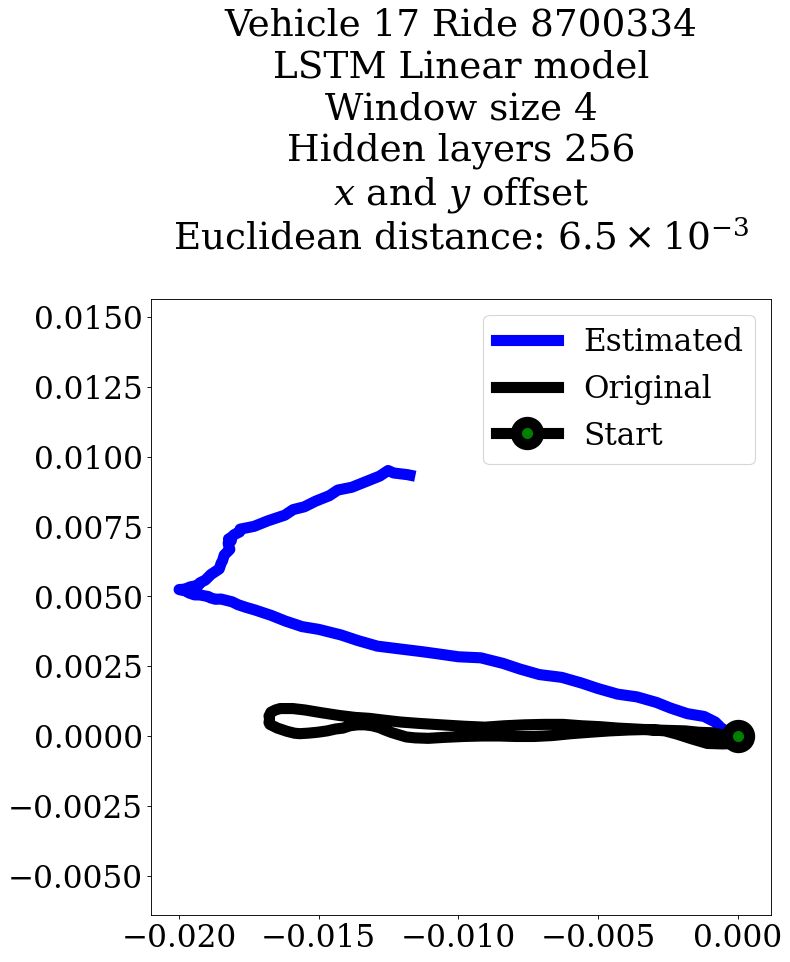 Vehicle 17 Ride 8700334
LSTM Linear model
Window size 4
Hidden layers 256
x and y offset
Euclidean distance: 6.5 × 10⁻³
0.0150
0.0125
0.0100
0.0075
0.0050
0.0025
0.0000
−0.0025
−0.0050
Estimated
Original
Start
−0.020 −0.015 −0.010 −0.005 0.000